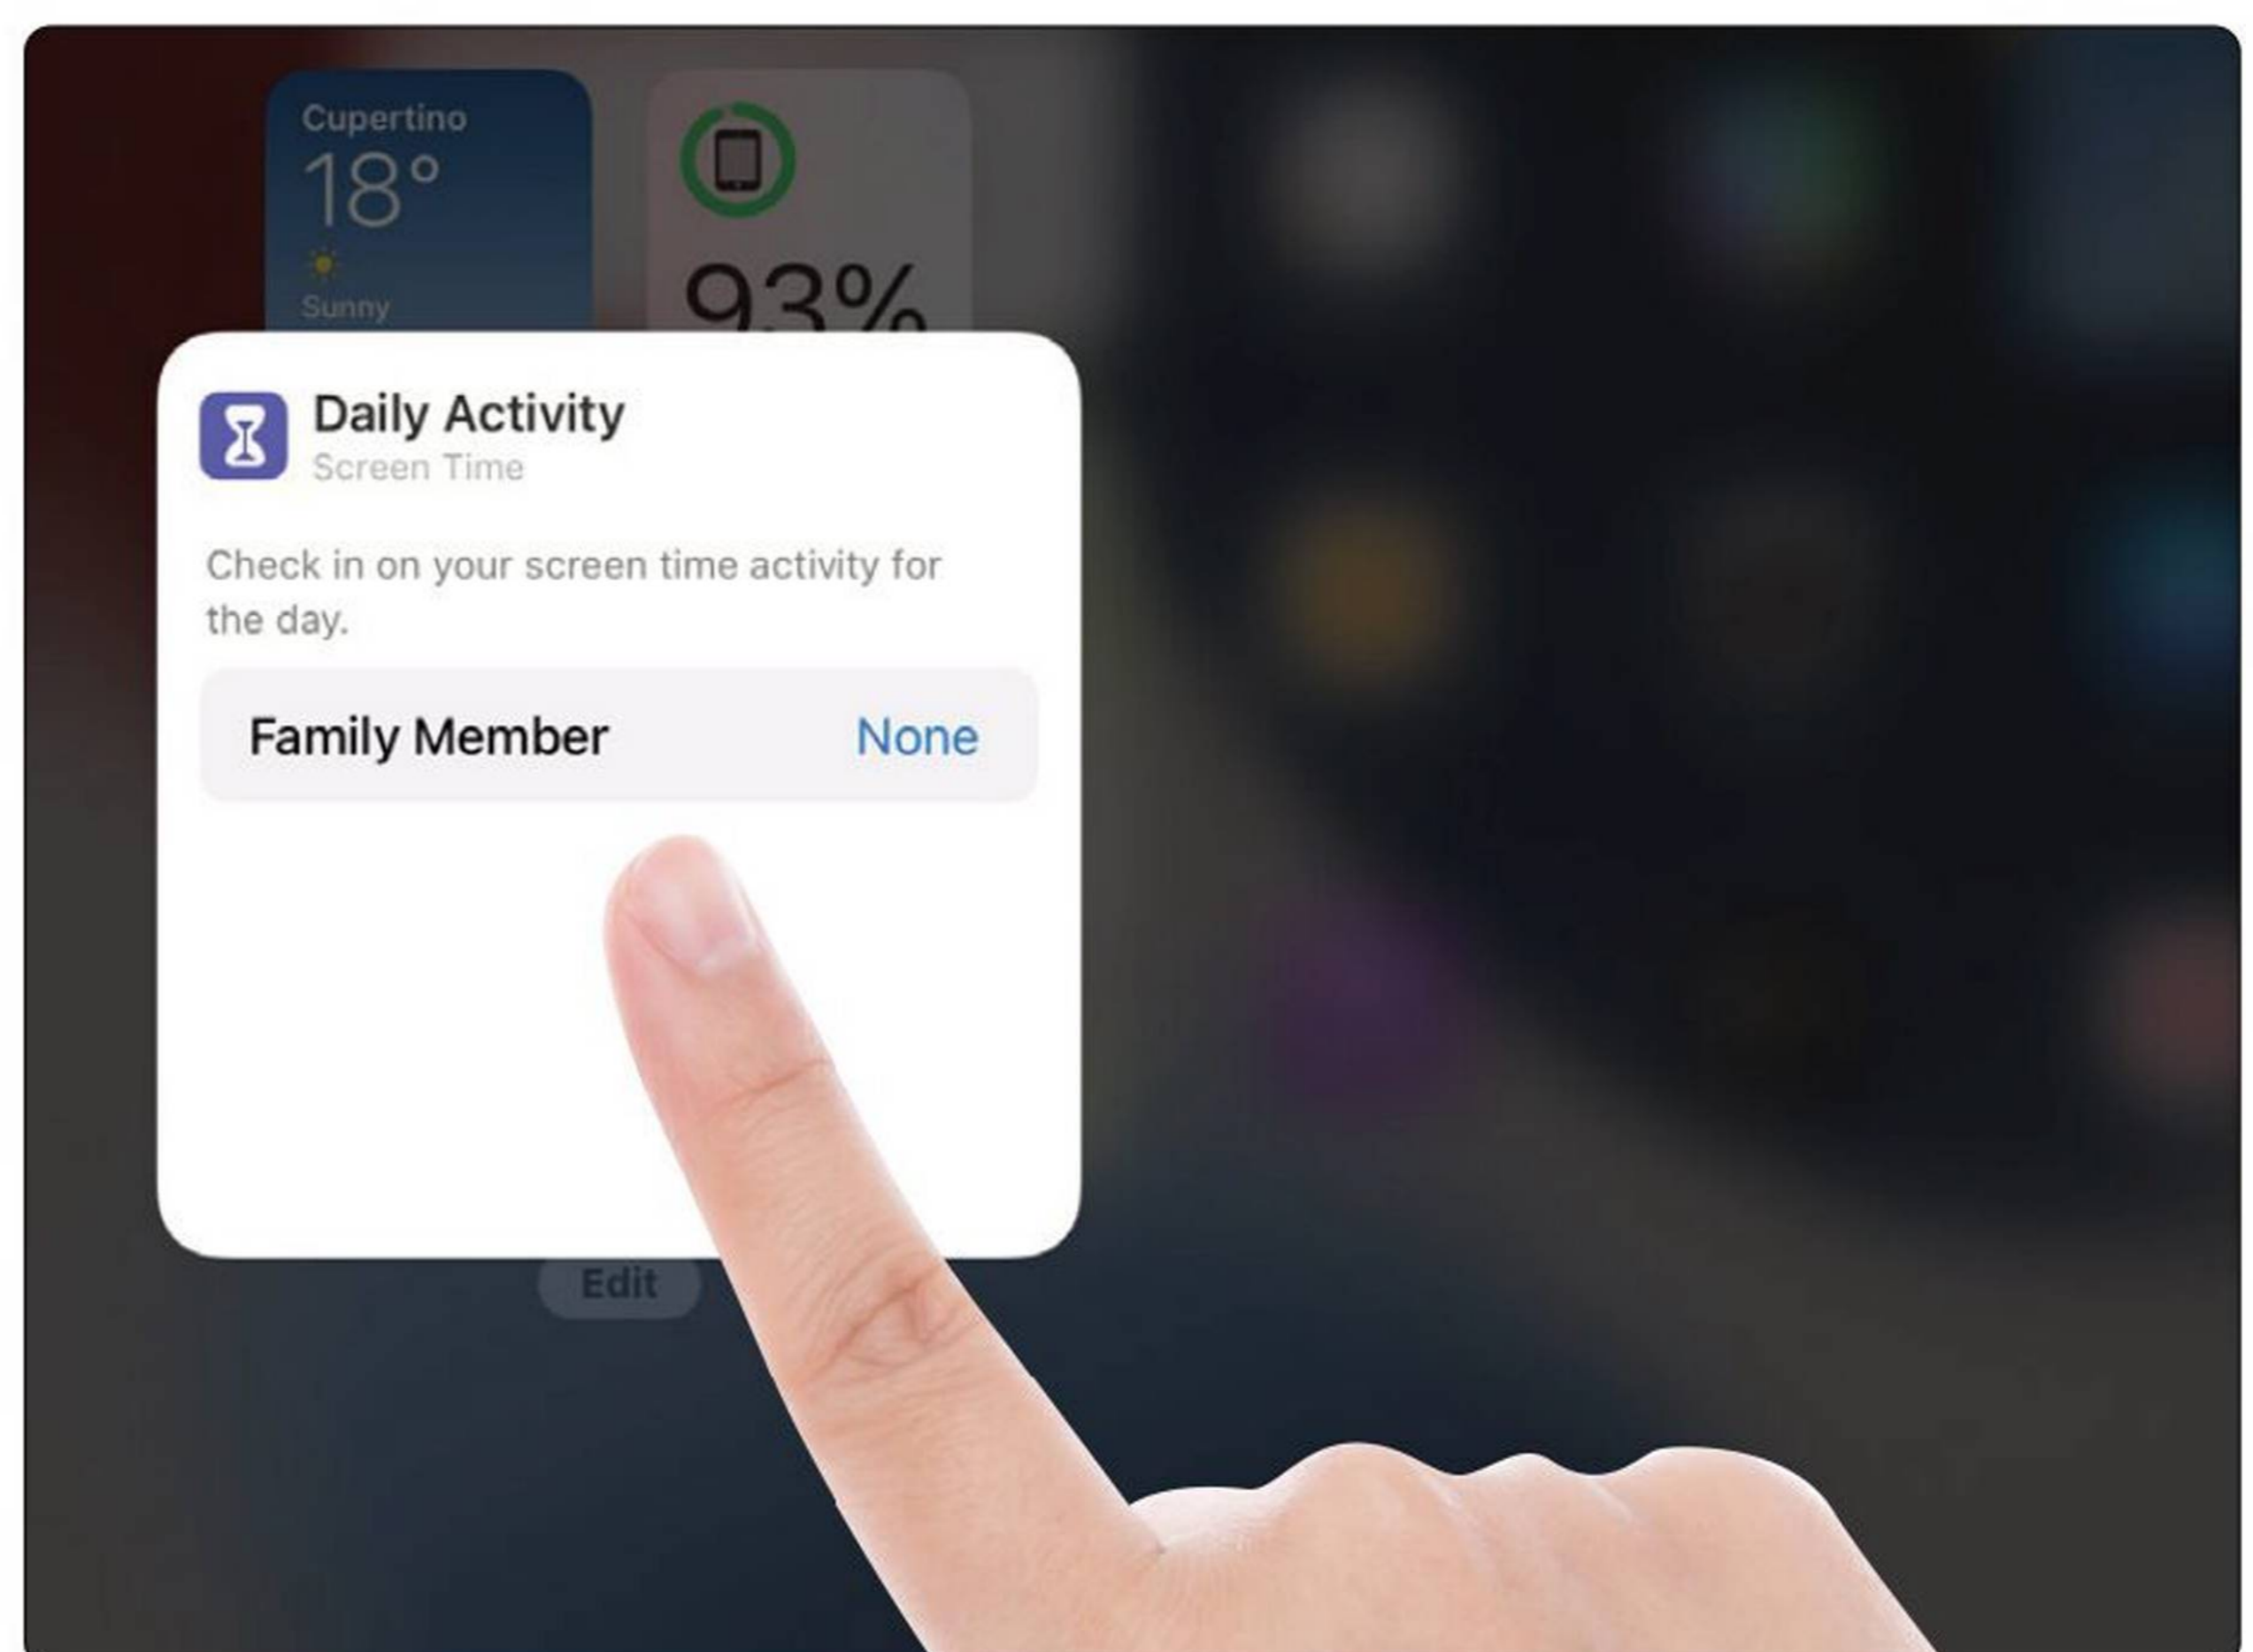 Cupertino
18°
Sunny
93%
Daily Activity
Screen Time
Check in on your screen time activity for
the day.
Family Member
None
Edit